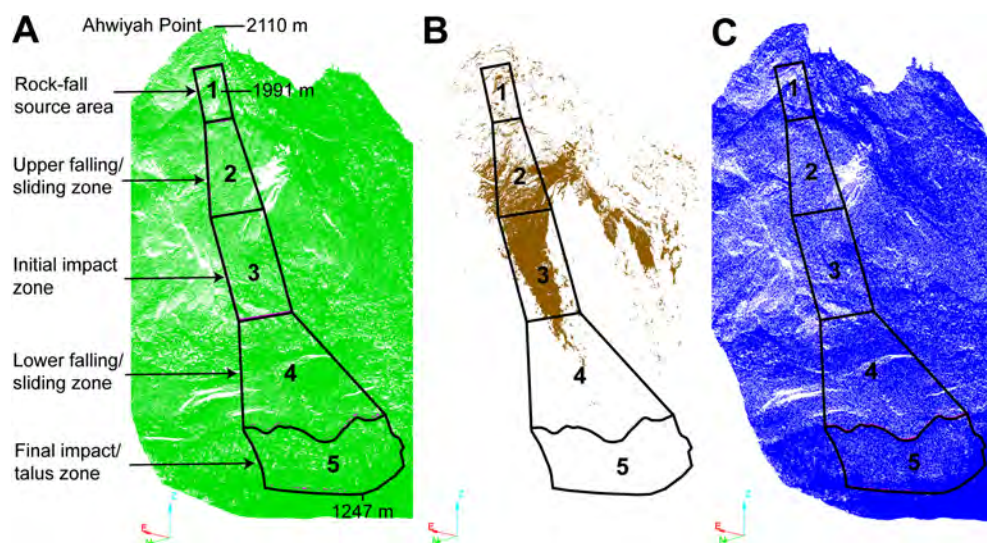 A
Ahwiyah Point
2110 m
B
C
Rock-fall
source area
1
1991 m
Upper falling/
sliding zone
2
Initial impact
zone
3
Lower falling/
sliding zone
4
Final impact/
talus zone
5
1247 m
Z
E
N
1
2
3
4
5
Z
E
N
1
2
3
4
5
Z
E
N